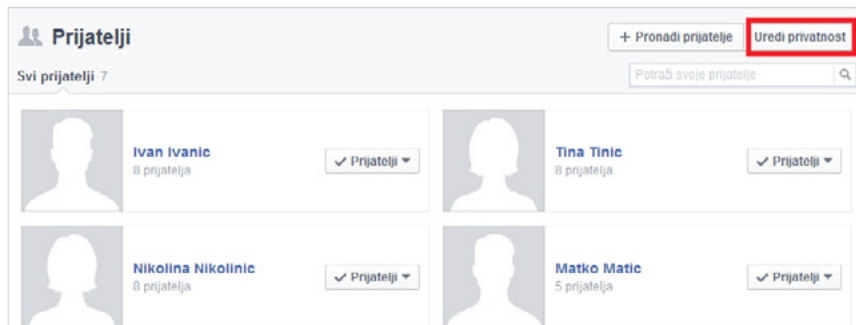 Prijatelji
+ Pronađi prijatelje Uredi privatnost
Svi prijatelji 7
Potraži svoje prijatelje
Ivan Ivanic
8 prijatelja
Prijatelji
Tina Tinic
8 prijatelja
Prijatelji
Nikolina Nikolinic
8 prijatelja
Prijatelji
Matko Matic
5 prijatelja
Prijatelji